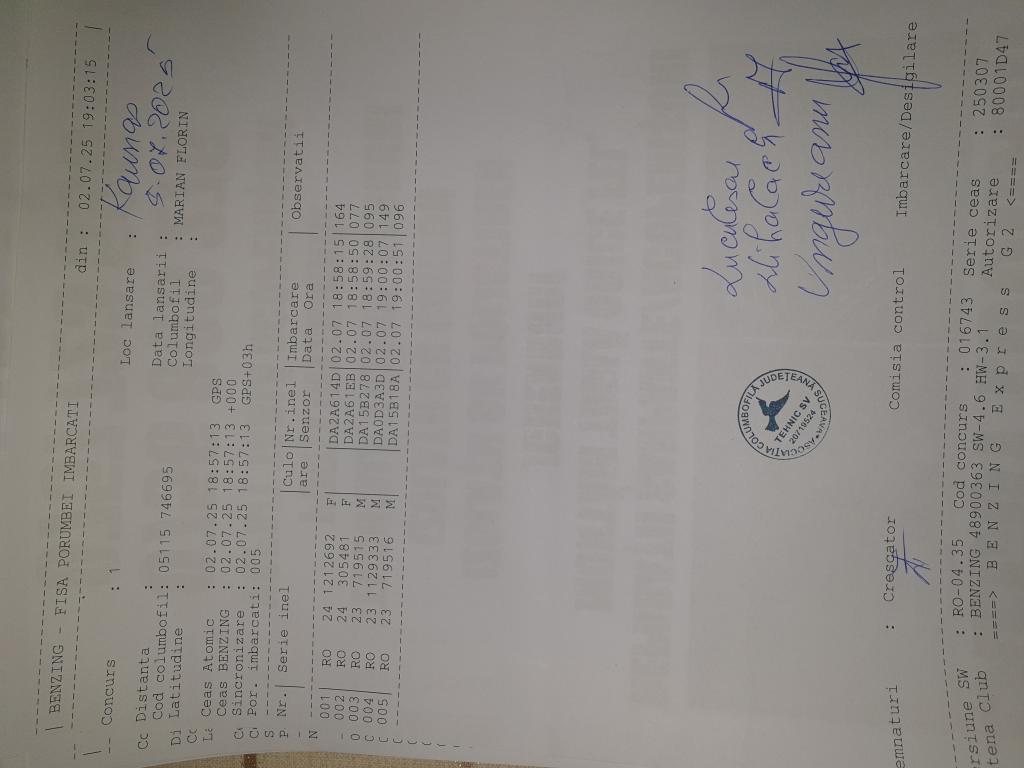 | BENZING - FISA PORUMBEI IMBARCATI din : 02.07.25 19:03:15 |
-- Concurs : 1 Loc lansare : Kaunas
Distanta : Data lansarii : 5.07.2025
Cod columbofil: 05115 746695 Columbofil : MARIAN FLORIN
Latitudine : Longitudine :
Ceas Atomic : 02.07.25 18:57:13 GPS
Ceas BENZING : 02.07.25 18:57:13 +000
Sincronizare : 02.07.25 18:57:13 GPS+03h
Por. imbarcati: 005
Nr.| Serie inel |Culo|Nr.inel |Imbarcare | Observatii
|are |Senzor |Data ora |
001| RO 24 1212692 F| |DA2A614D|02.07 18:58:15|164
002| RO 24 305481 F| |DA2A61EB|02.07 18:58:50|077
003| RO 23 719515 M| |DA15B278|02.07 18:59:28|095
004| RO 23 1129333 M| |DA0D3A3D|02.07 19:00:07|149
005| RO 23 719516 M| |DA15B1BA|02.07 19:00:51|096
Ungureanu
ASOCIAȚIA COLUMBOFILĂ JUDEȚEANĂ SUCEAVA
TEHNIC SV
20/1995
emnaturi : Crescator Comisia control Imbarcare/Desigilare
rsiune SW : RO-04.35 Cod concurs : 016743 Serie ceas : 250307
tena Club : BENZING 48900363 SW-4.6 HW-3.1 Autorizare : 80001D47
====> B E N Z I N G E x p r e s s G 2 <====